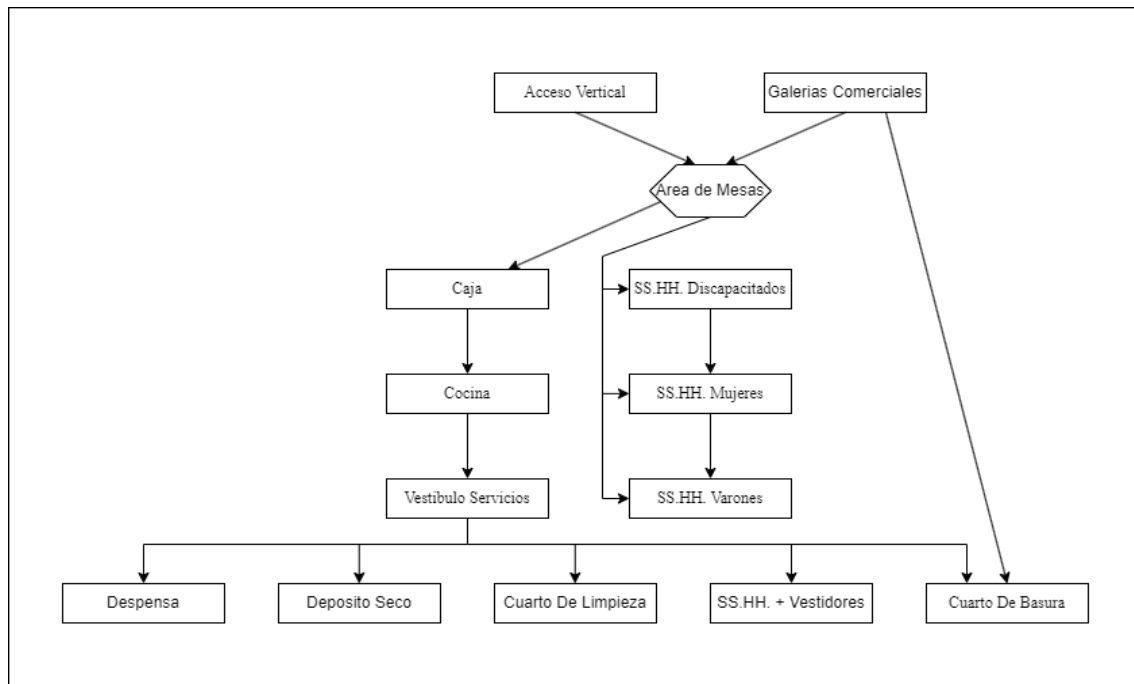 Acceso Vertical
Galerias Comerciales
Area de Mesas
Caja
SS.HH. Discapacitados
Cocina
SS.HH. Mujeres
Vestibulo Servicios
SS.HH. Varones
Despensa
Deposito Seco
Cuarto De Limpieza
SS.HH. + Vestidores
Cuarto De Basura